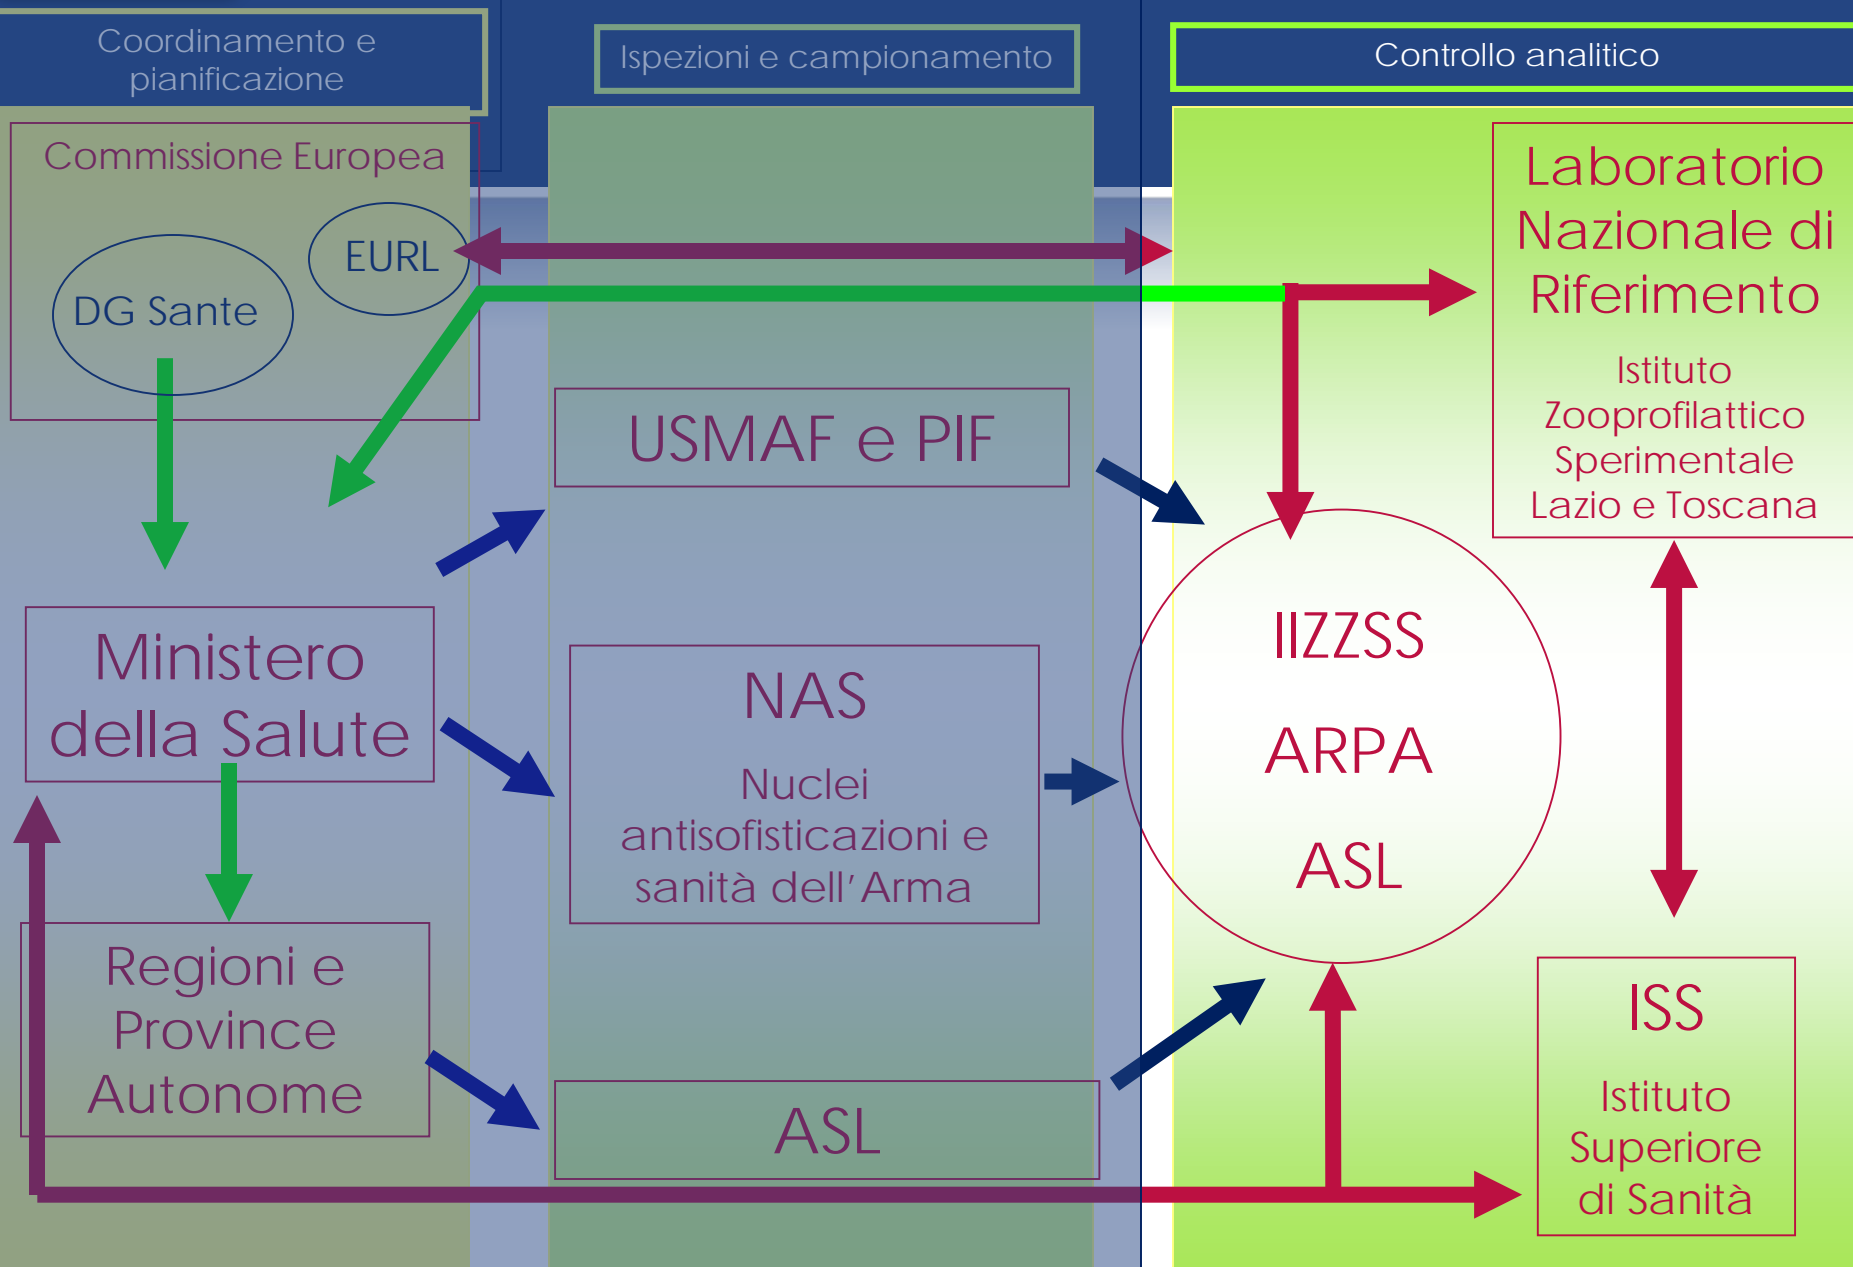 Coordinamento e
pianificazione
Ispezioni e campionamento
Controllo analitico
Commissione Europea
EURL
DG Sante
Ministero
della Salute
Regioni e
Province
Autonome
USMAF e PIF
NAS
Nuclei
antisofisticazioni e
sanità dell’Arma
ASL
Laboratorio
Nazionale di
Riferimento
Istituto
Zooprofilattico
Sperimentale
Lazio e Toscana
IIZZSS
ARPA
ASL
ISS
Istituto
Superiore
di Sanità